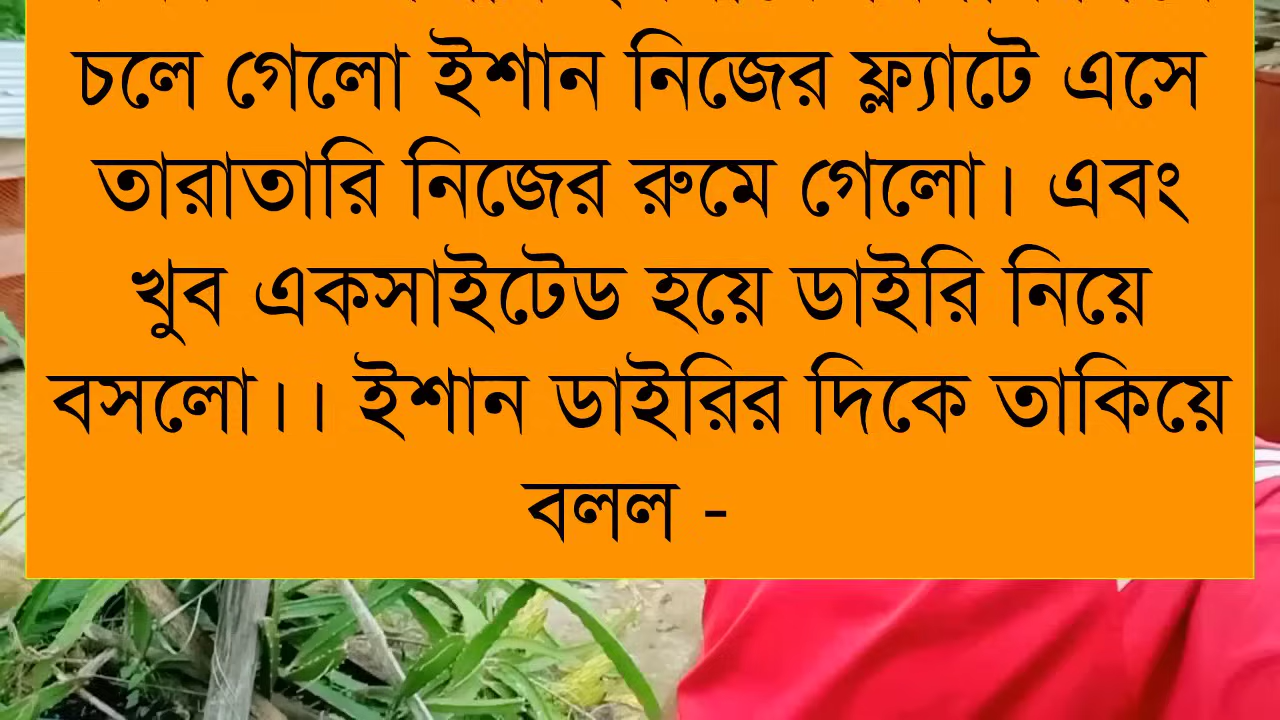 চলে গেলো ইশান নিজের ফ্ল্যাটে এসে
তারাতারি নিজের রুমে গেলো। এবং
খুব একসাইটেড হয়ে ডাইরি নিয়ে
বসলো।। ইশান ডাইরির দিকে তাকিয়ে
বলল -